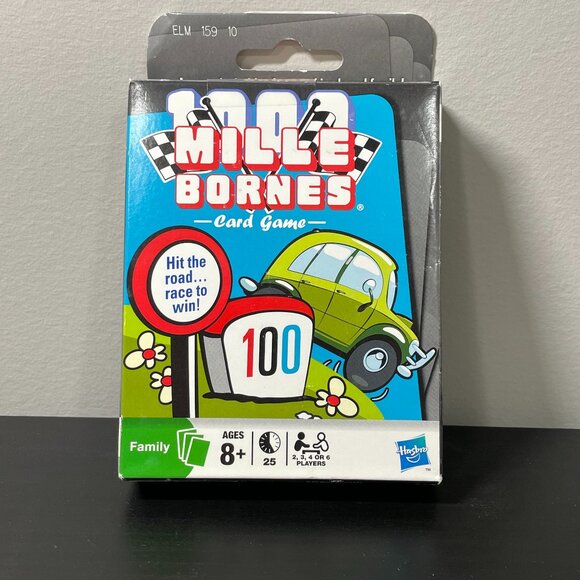 ELM 159 10
1000
MILLE
BORNES®
Card Game
Hit the
road...
race to
win!
100
Family
AGES
8+
25
2, 3, 4 OR 6
PLAYERS
Hasbro
™